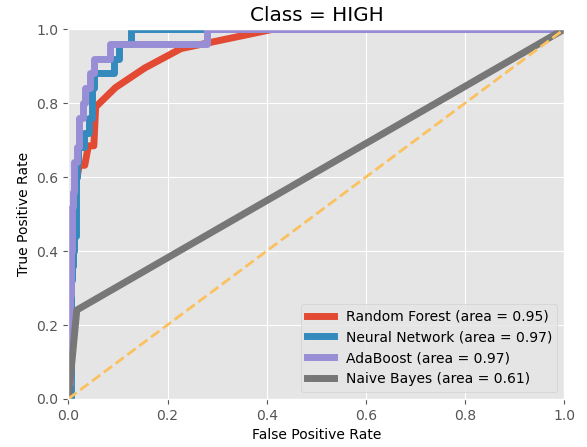 Class = HIGH
1.0
0.8
0.6
0.4
0.2
0.0
True Positive Rate
Random Forest (area = 0.95)
Neural Network (area = 0.97)
AdaBoost (area = 0.97)
Naive Bayes (area = 0.61)
0.0 0.2 0.4 0.6 0.8 1.0
False Positive Rate